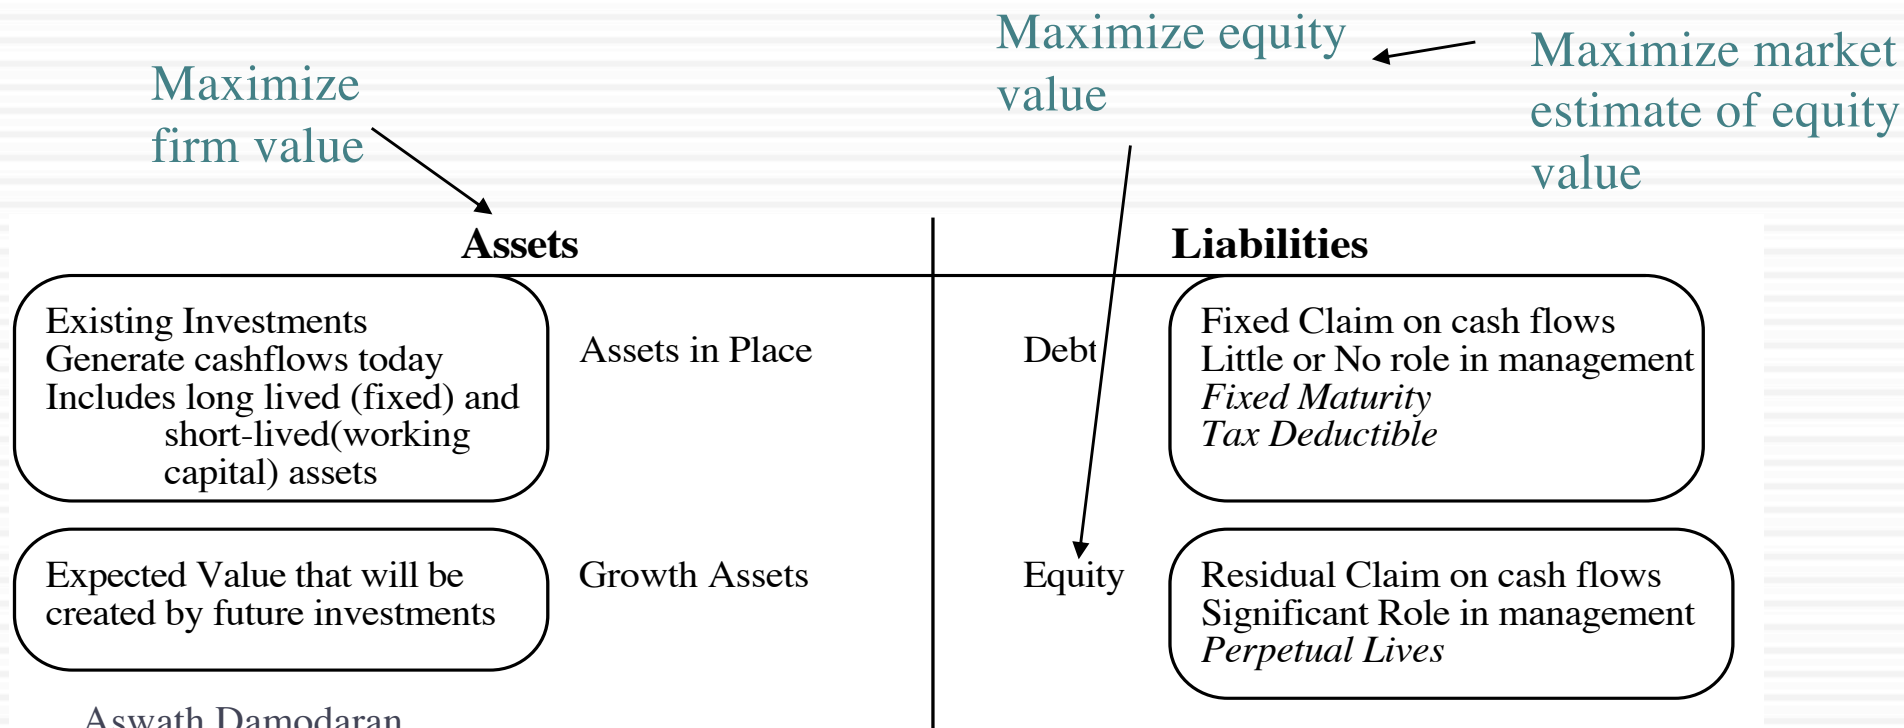 Maximize
firm value
Maximize equity
value
Maximize market
estimate of equity
value
Assets
Liabilities
Existing Investments
Generate cashflows today
Includes long lived (fixed) and
short-lived(working
capital) assets
Assets in Place
Debt
Fixed Claim on cash flows
Little or No role in management
Fixed Maturity
Tax Deductible
Expected Value that will be
created by future investments
Growth Assets
Equity
Residual Claim on cash flows
Significant Role in management
Perpetual Lives
Aswath Damodaran